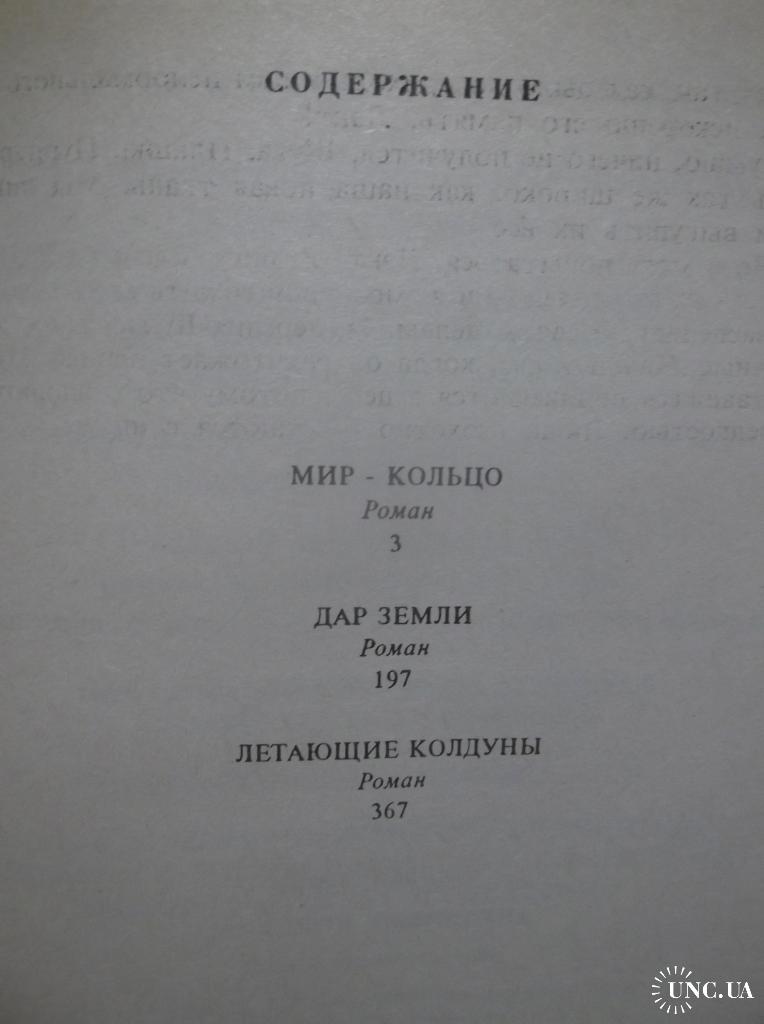 СОДЕРЖАНИЕ
МИР - КОЛЬЦО
Роман
3
ДАР ЗЕМЛИ
Роман
197
ЛЕТАЮЩИЕ КОЛДУНЫ
Роман
367
UNC.UA